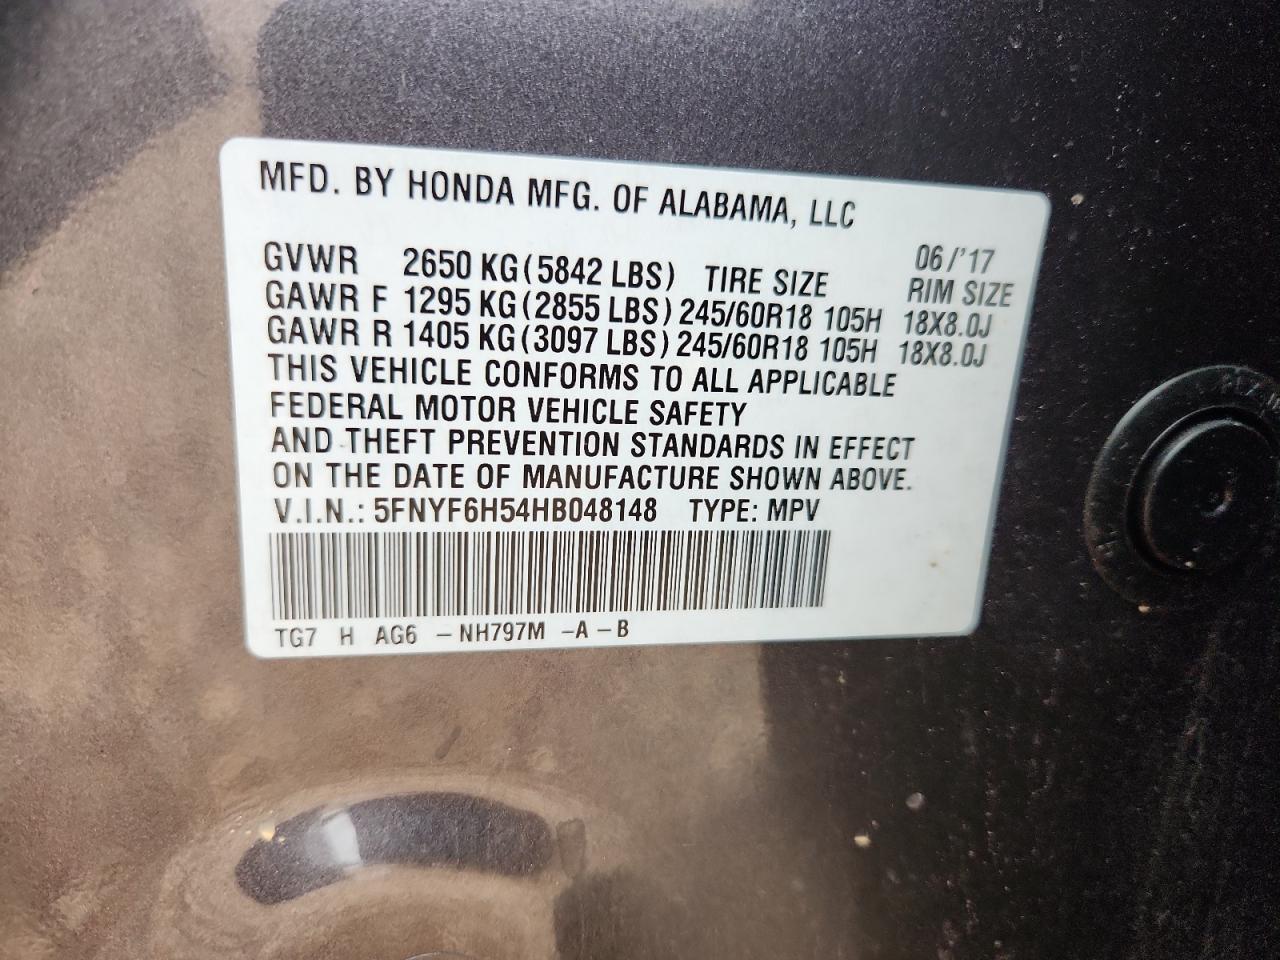 MFD. BY HONDA MFG. OF ALABAMA, LLC
06/'17
GVWR 2650 KG (5842 LBS) TIRE SIZE RIM SIZE
GAWR F 1295 KG (2855 LBS) 245/60R18 105H 18X8.0J
GAWR R 1405 KG (3097 LBS) 245/60R18 105H 18X8.0J
THIS VEHICLE CONFORMS TO ALL APPLICABLE
FEDERAL MOTOR VEHICLE SAFETY
AND THEFT PREVENTION STANDARDS IN EFFECT
ON THE DATE OF MANUFACTURE SHOWN ABOVE.
V.I.N.: 5FNYF6H54HB048148 TYPE: MPV
TG7 H AG6 -NH797M -A-B